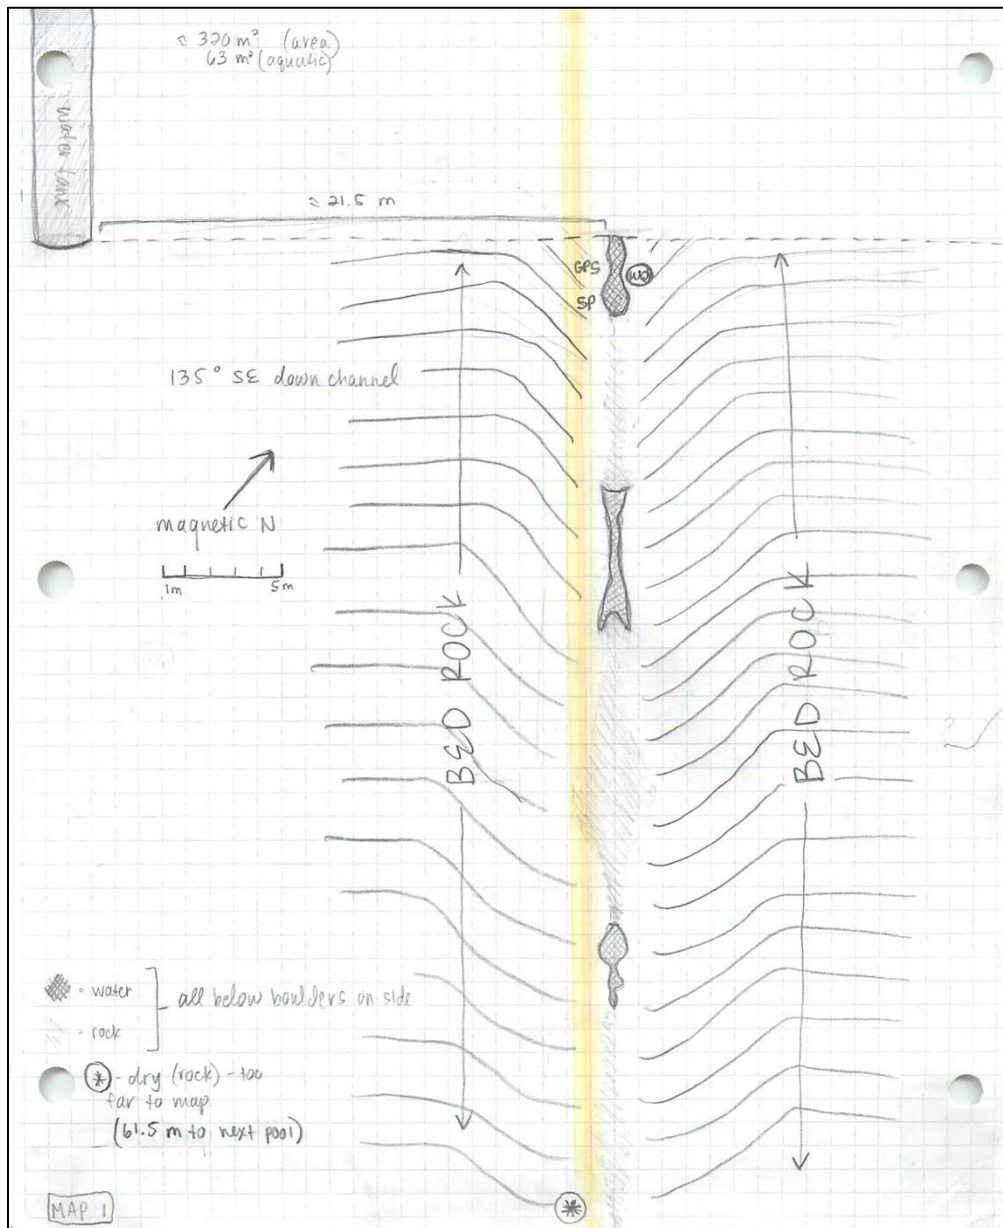 ≈ 320 m² (area)
63 m² (aquatic)
water tank
≈ 21.5 m
GPS
SP
WQ
135° SE down channel
magnetic N
1m 5m
BED ROCK
BED ROCK
= water
= rock
all below boulders on side
* - dry (rock) - too
far to map
(61.5 m to next pool)
*
MAP 1